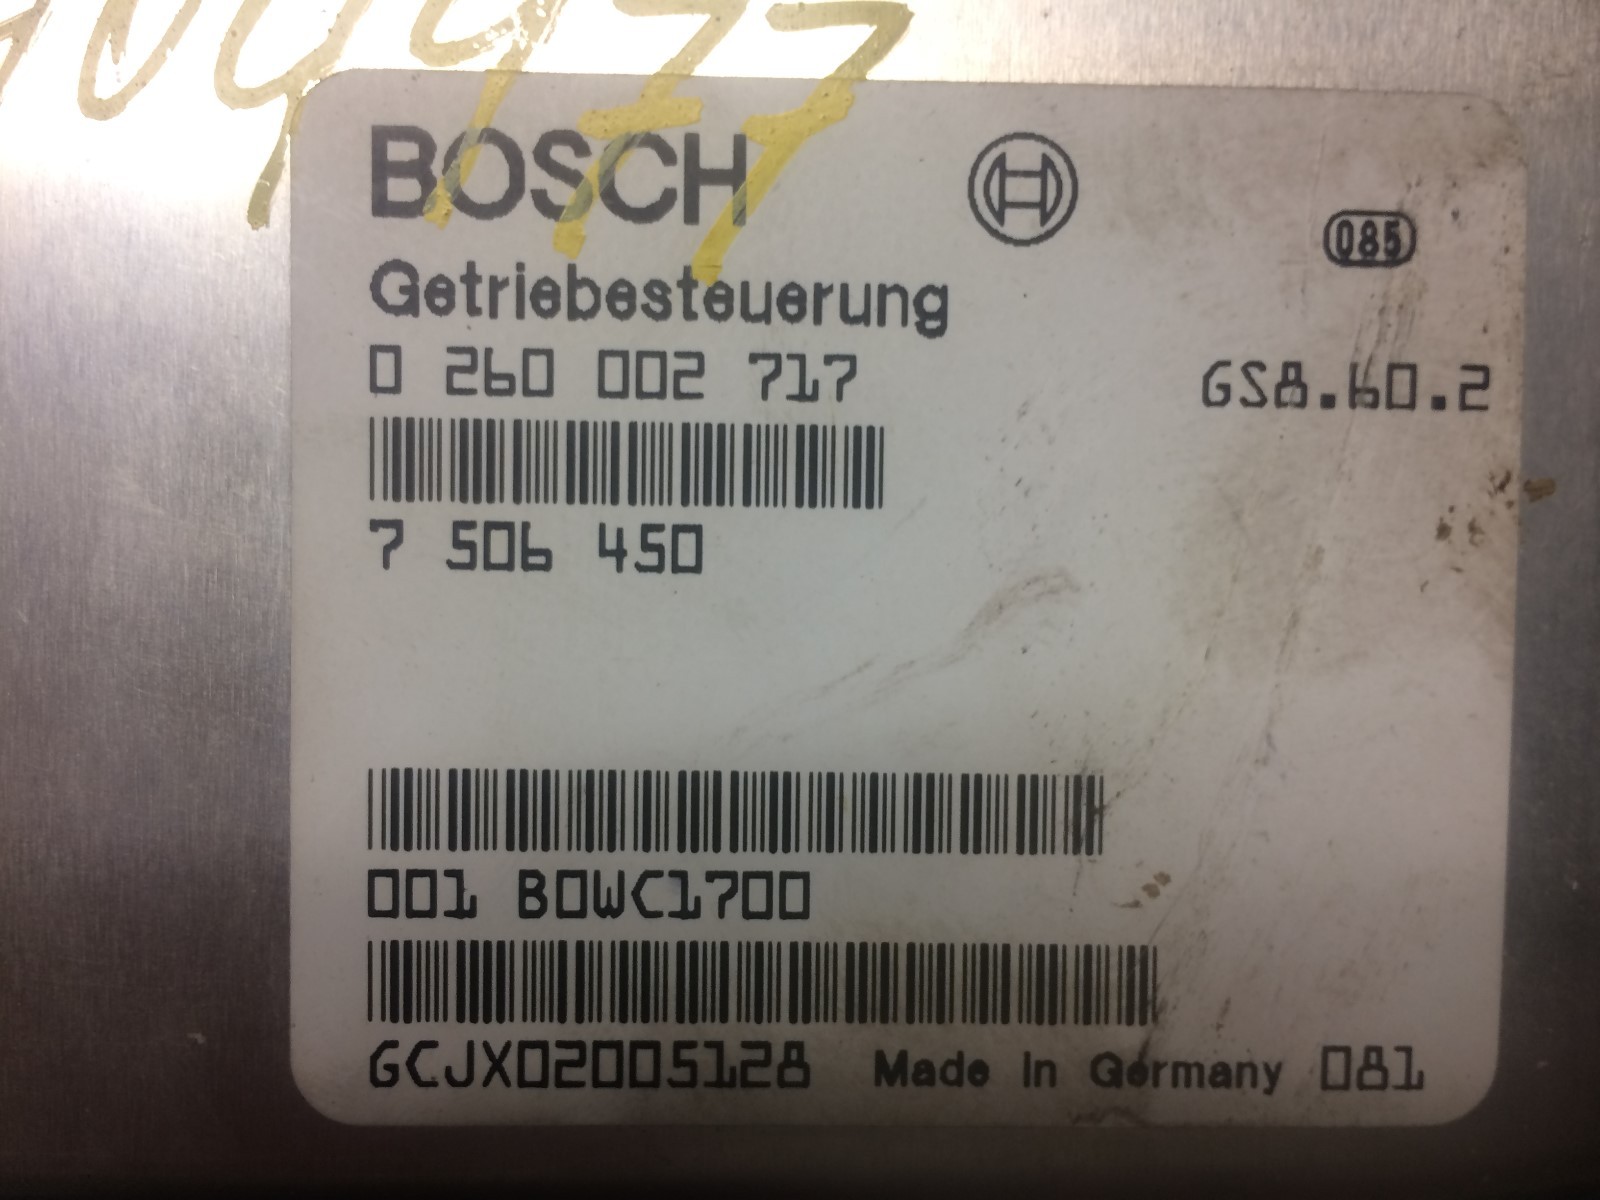 BOSCH
085
Getriebesteuerung
0 260 002 717
GS8.60.2
7 506 450
001 B0WC1700
GCJX02005128 Made In Germany 081